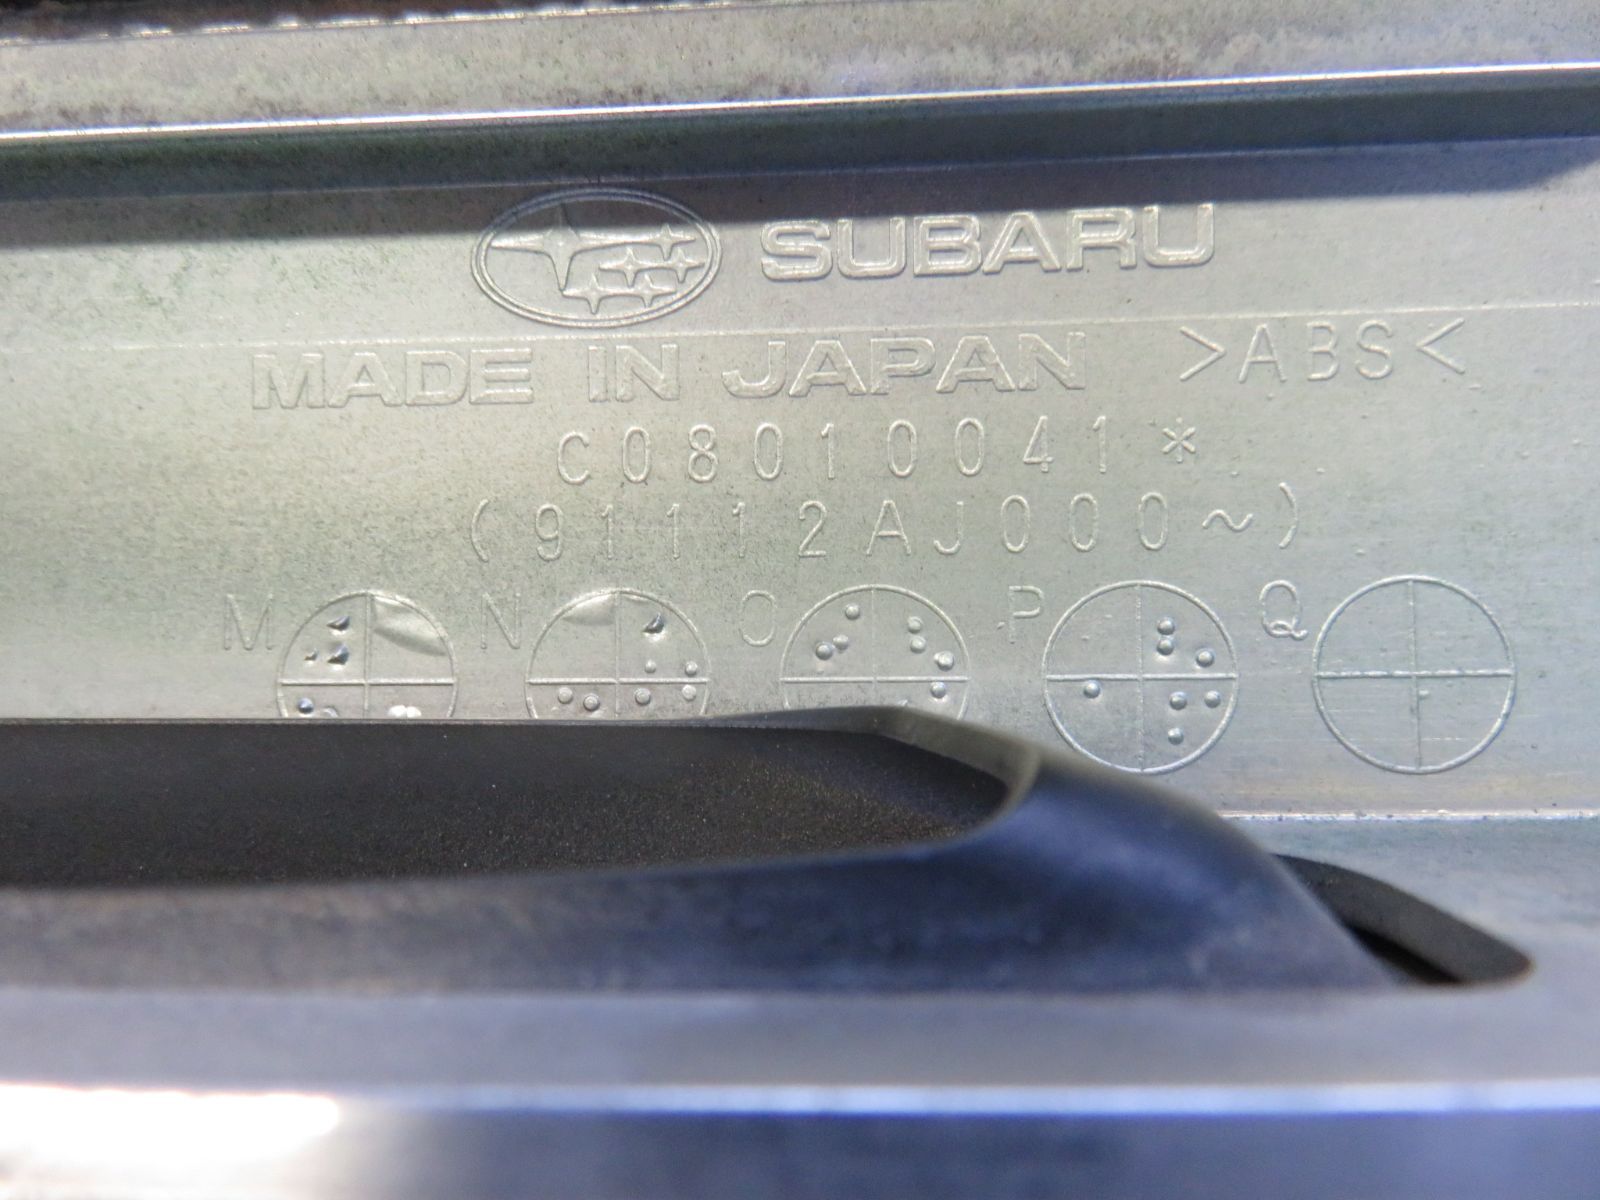 SUBARU
MADE IN JAPAN >ABS<
C08010041*
(91112AJ000~)
M N O P Q